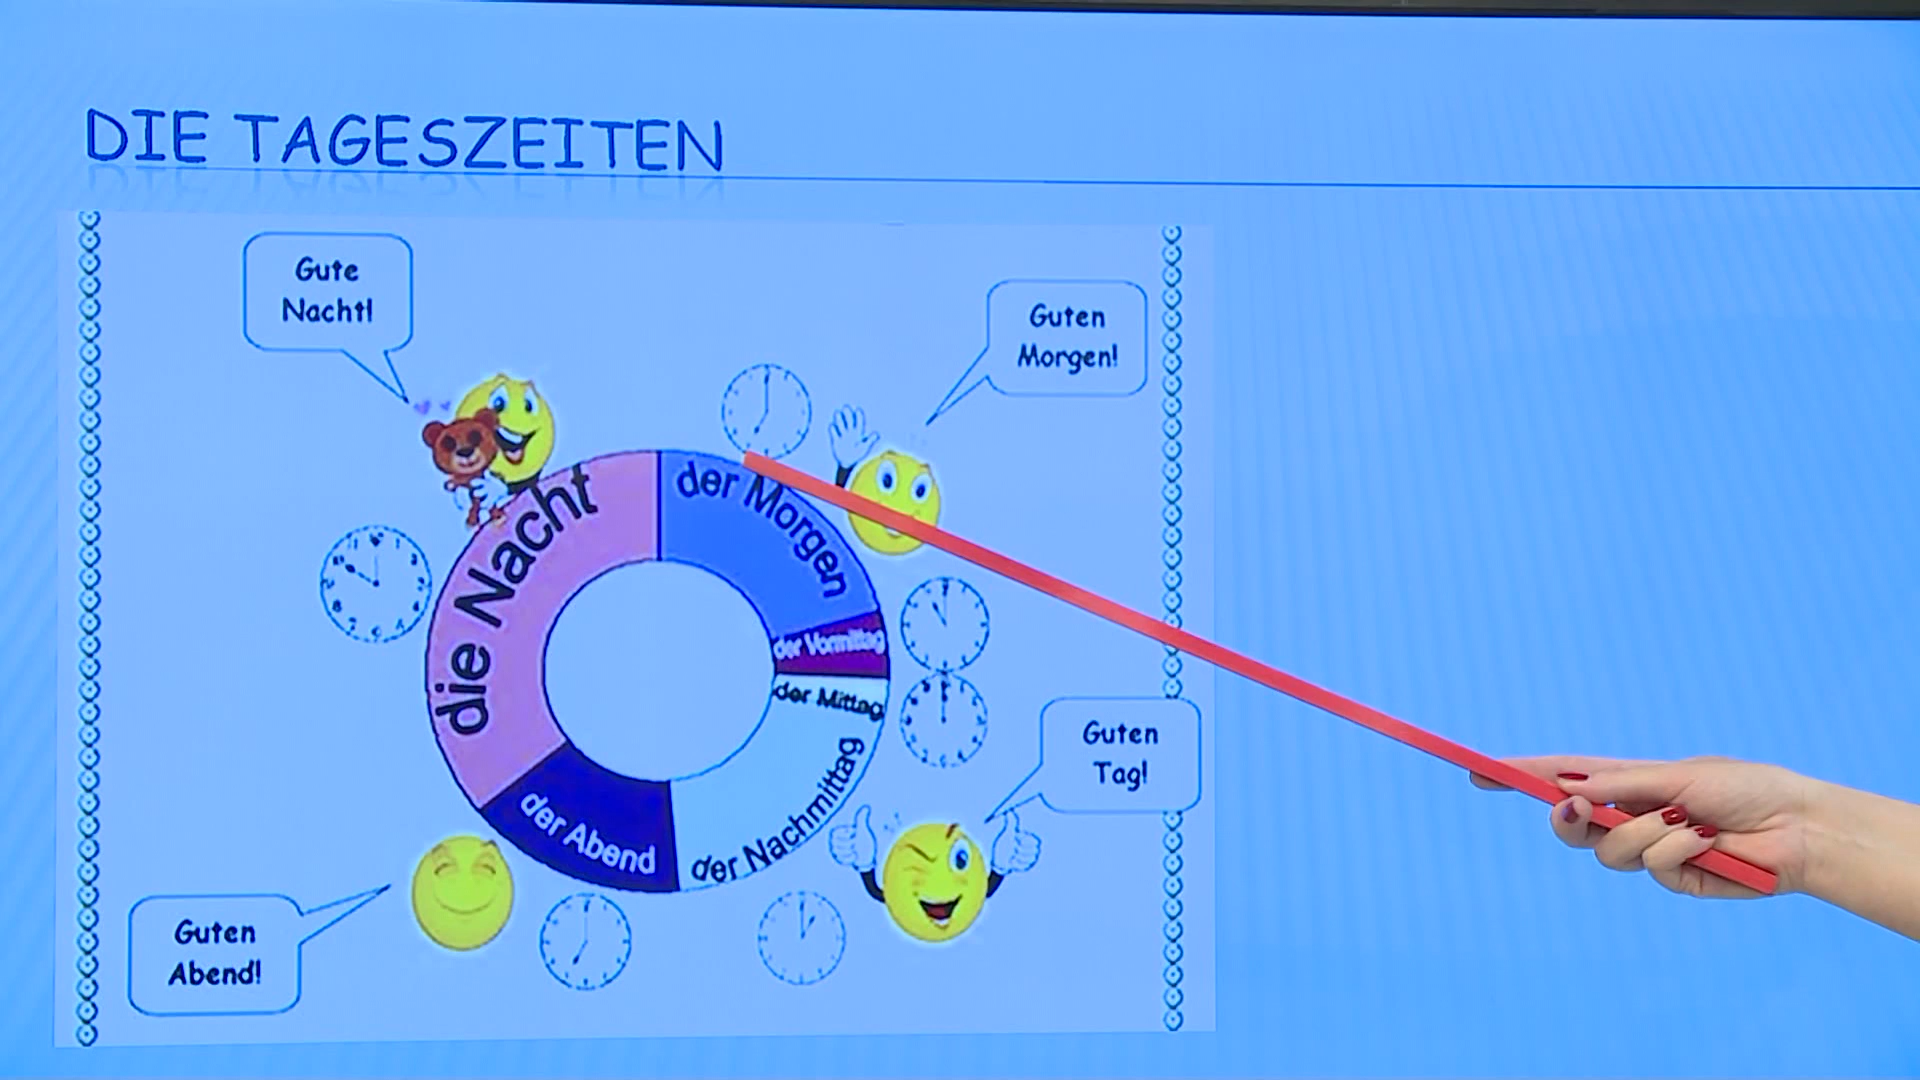 DIE TAGESZEITEN
Gute
Nacht!
Guten
Morgen!
die Nacht
der Morgen
der Vormittag
der Mittag
der Nachmittag
der Abend
Guten
Tag!
Guten
Abend!